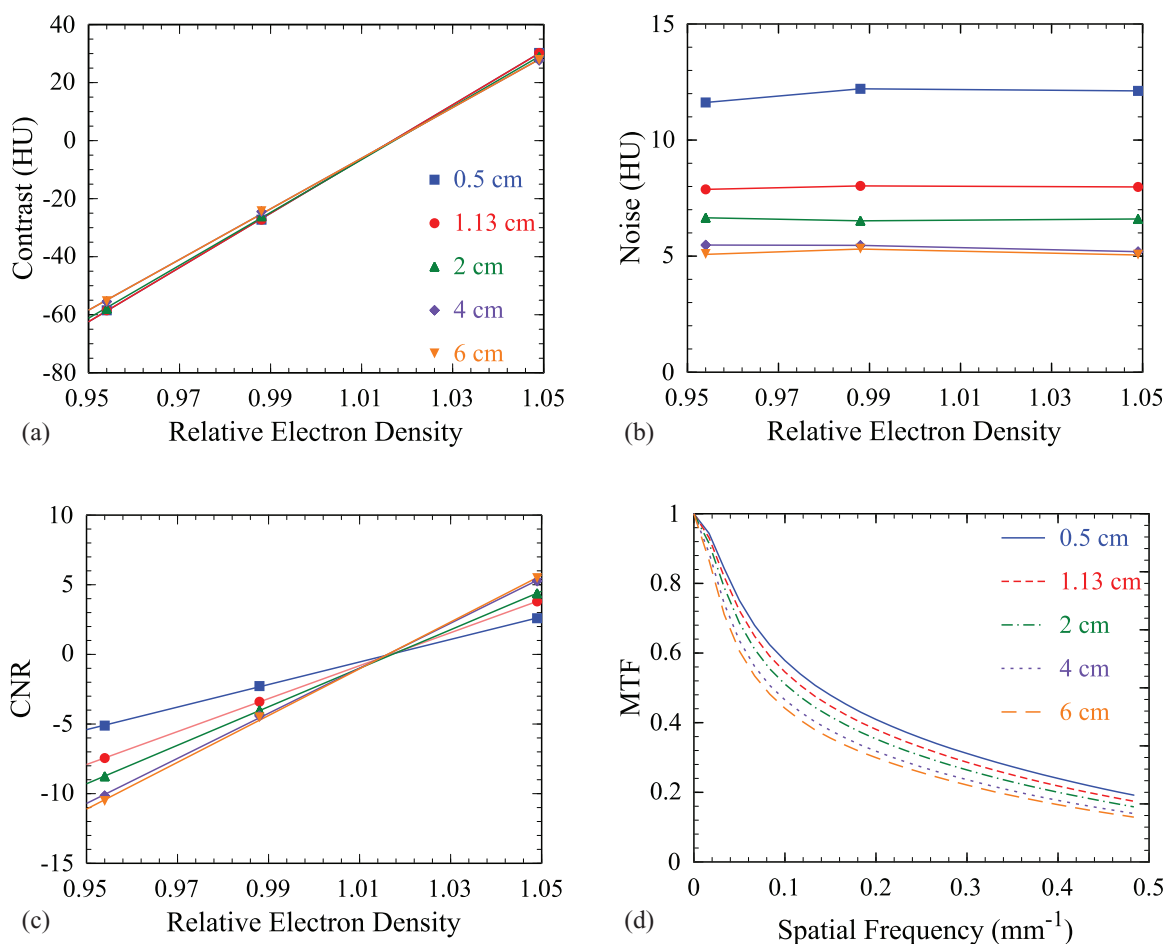 40
20
0
-20
-40
-60
-80
Contrast (HU)
0.5 cm
1.13 cm
2 cm
4 cm
6 cm
0.95 0.97 0.99 1.01 1.03 1.05
(a) Relative Electron Density
15
10
5
0
Noise (HU)
0.95 0.97 0.99 1.01 1.03 1.05
(b) Relative Electron Density
10
5
0
-5
-10
-15
CNR
0.95 0.97 0.99 1.01 1.03 1.05
(c) Relative Electron Density
1
0.8
0.6
0.4
0.2
0
MTF
0.5 cm
1.13 cm
2 cm
4 cm
6 cm
0 0.1 0.2 0.3 0.4 0.5
(d) Spatial Frequency (mm⁻¹)